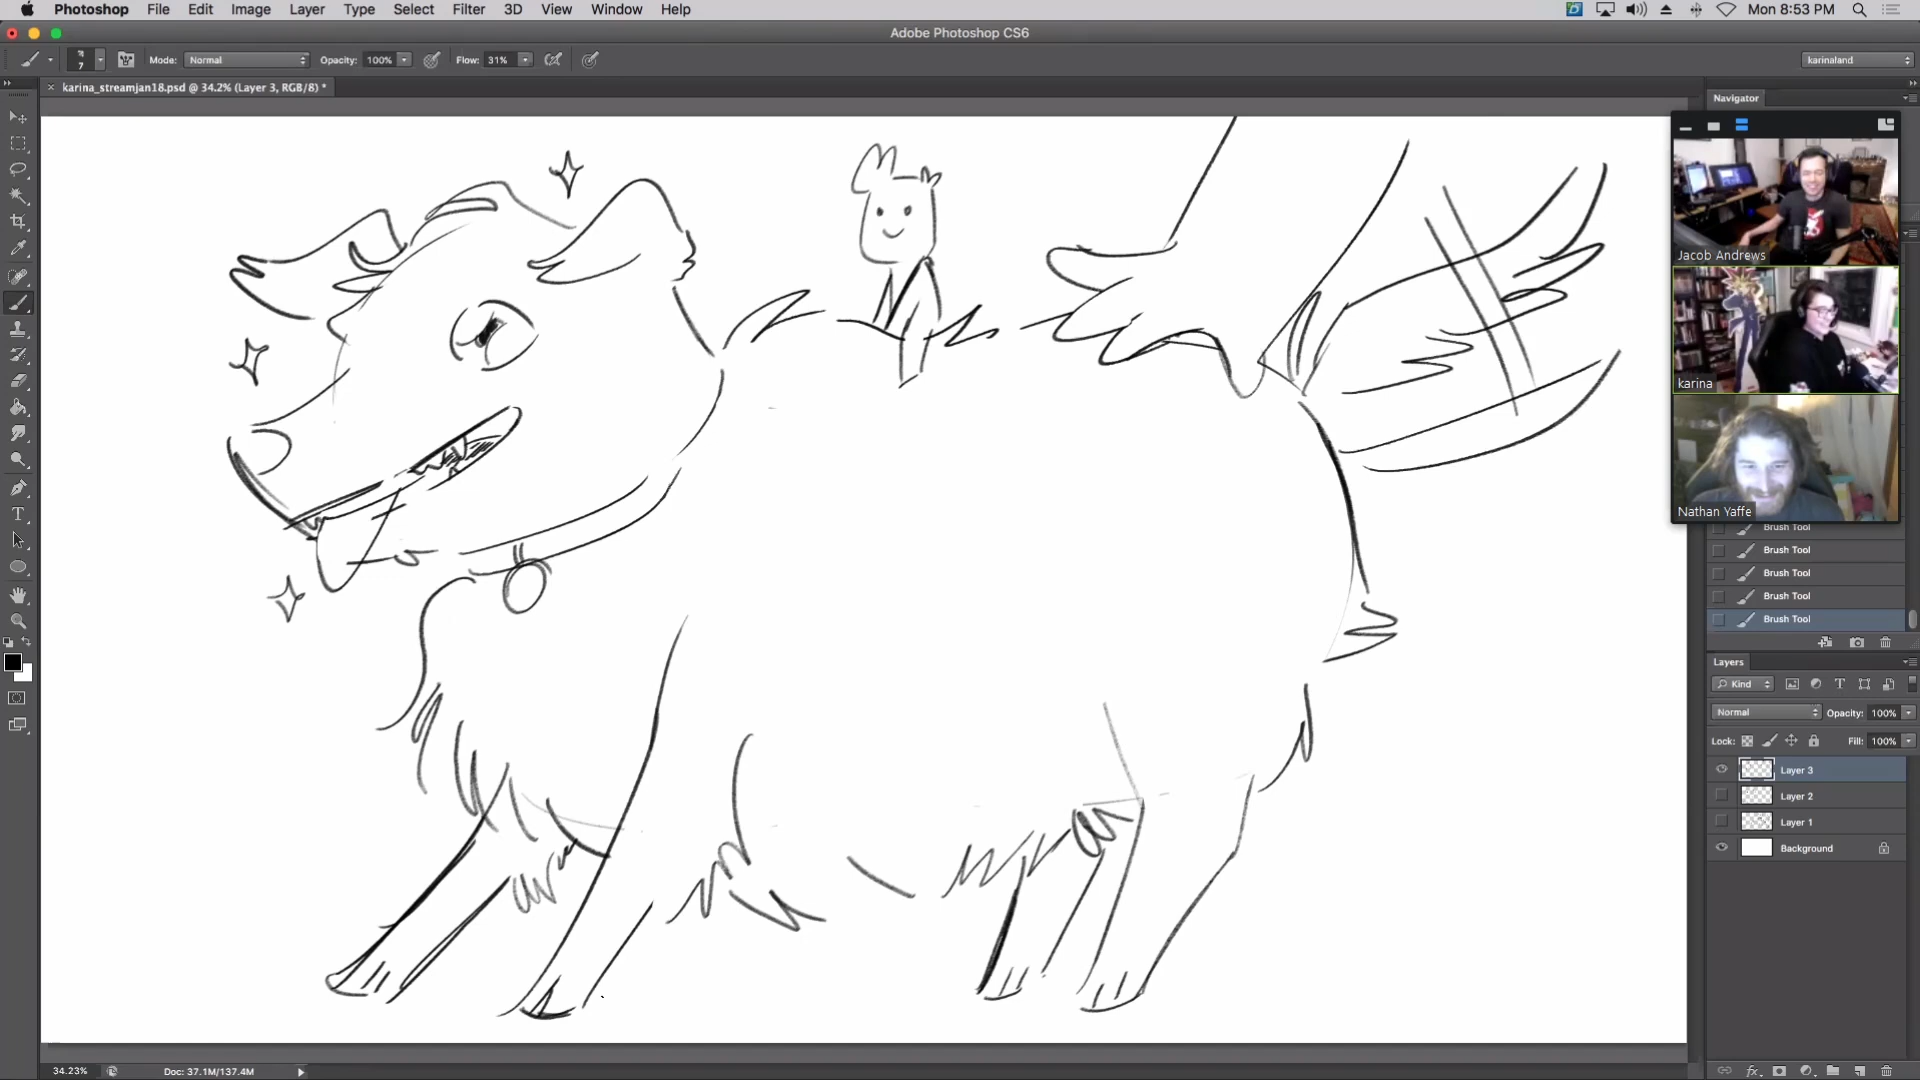 Photoshop File Edit Image Layer Type Select Filter 3D View Window Help Mon 8:53 PM
Adobe Photoshop CS6
7 Mode: Normal Opacity: 100% Flow: 31% karinaland
karina_streamjan18.psd @ 34.2% (Layer 3, RGB/8) *
Navigator
Jacob Andrews
karina
Nathan Yaffe
Brush Tool
Brush Tool
Brush Tool
Brush Tool
Brush Tool
Layers
Kind
Normal Opacity: 100%
Lock: Fill: 100%
Layer 3
Layer 2
Layer 1
Background
34.23% Doc: 37.1M/137.4M